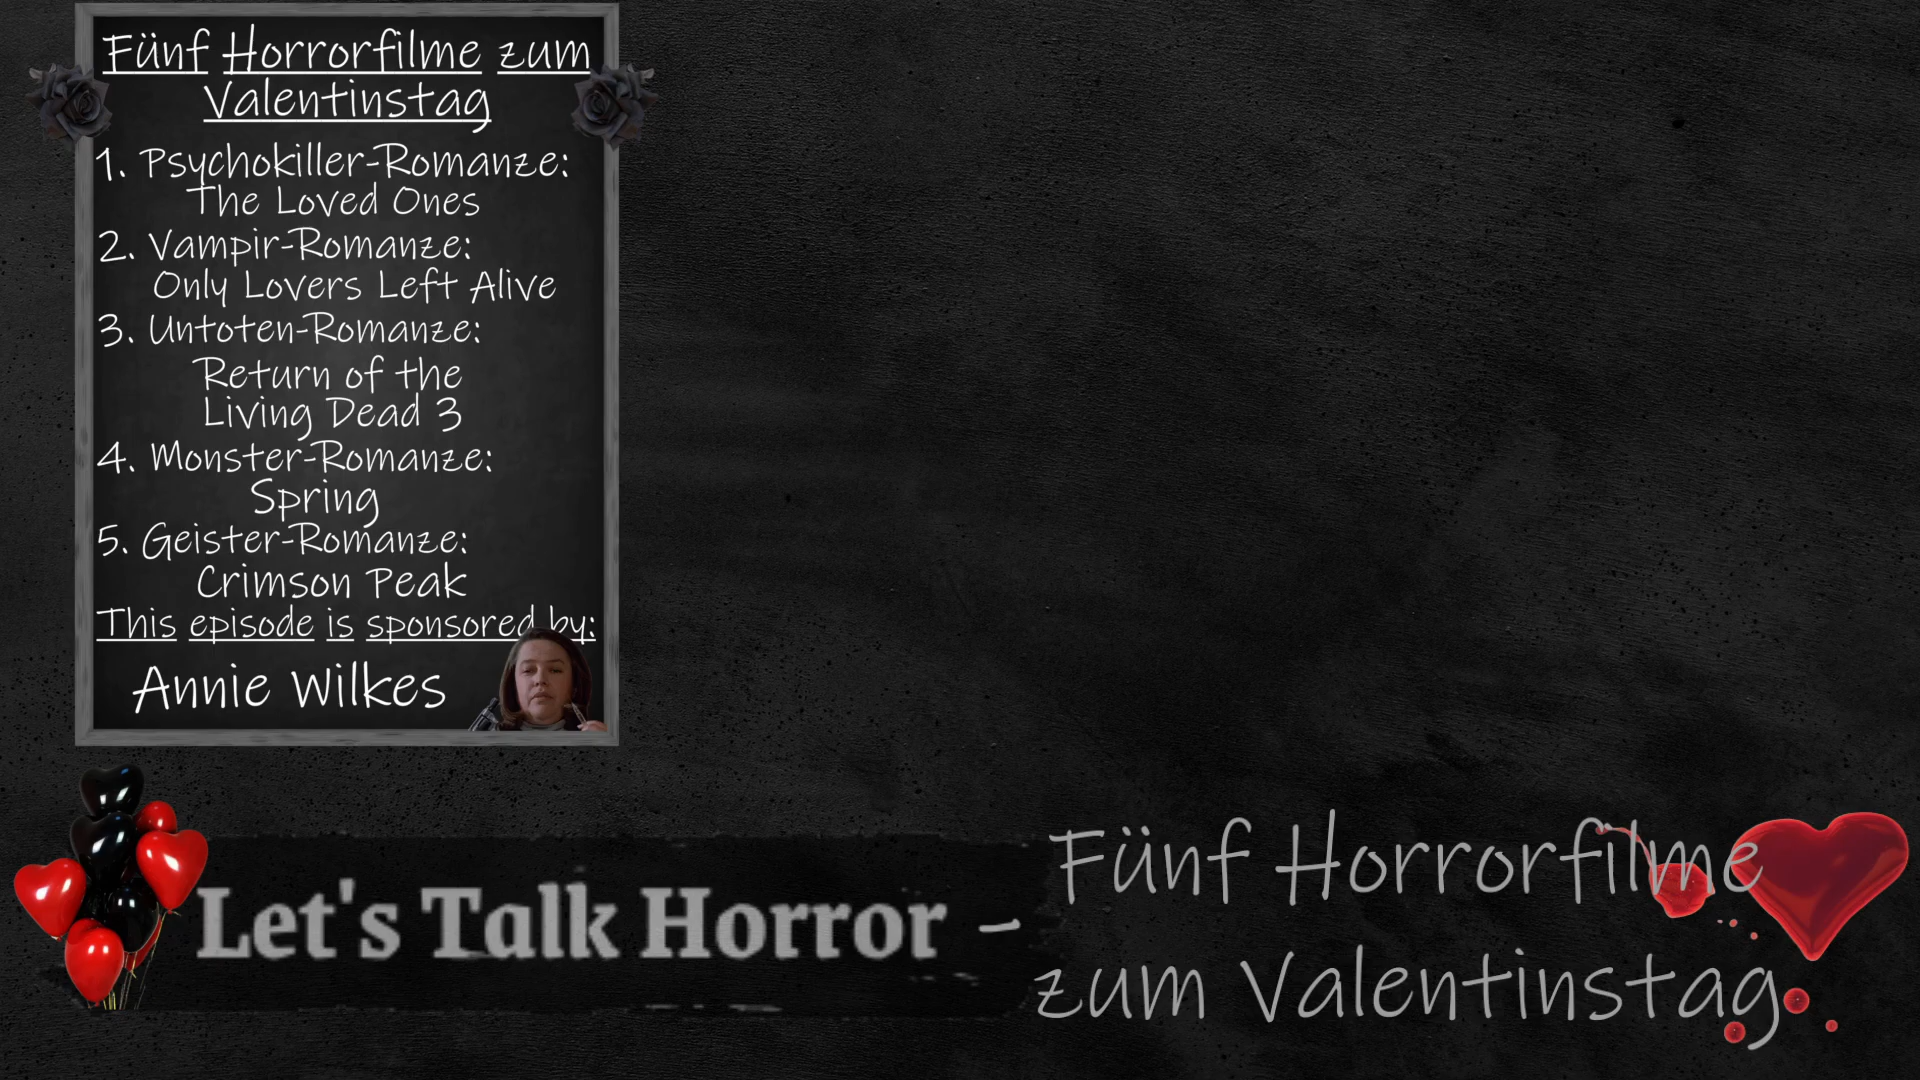 Fünf Horrorfilme zum
Valentinstag
1. Psychokiller-Romanze:
The Loved Ones
2. Vampir-Romanze:
Only Lovers Left Alive
3. Untoten-Romanze:
Return of the
Living Dead 3
4. Monster-Romanze:
Spring
5. Geister-Romanze:
Crimson Peak
This episode is sponsored by:
Annie Wilkes
Let's Talk Horror -
Fünf Horrorfilme
zum Valentinstag